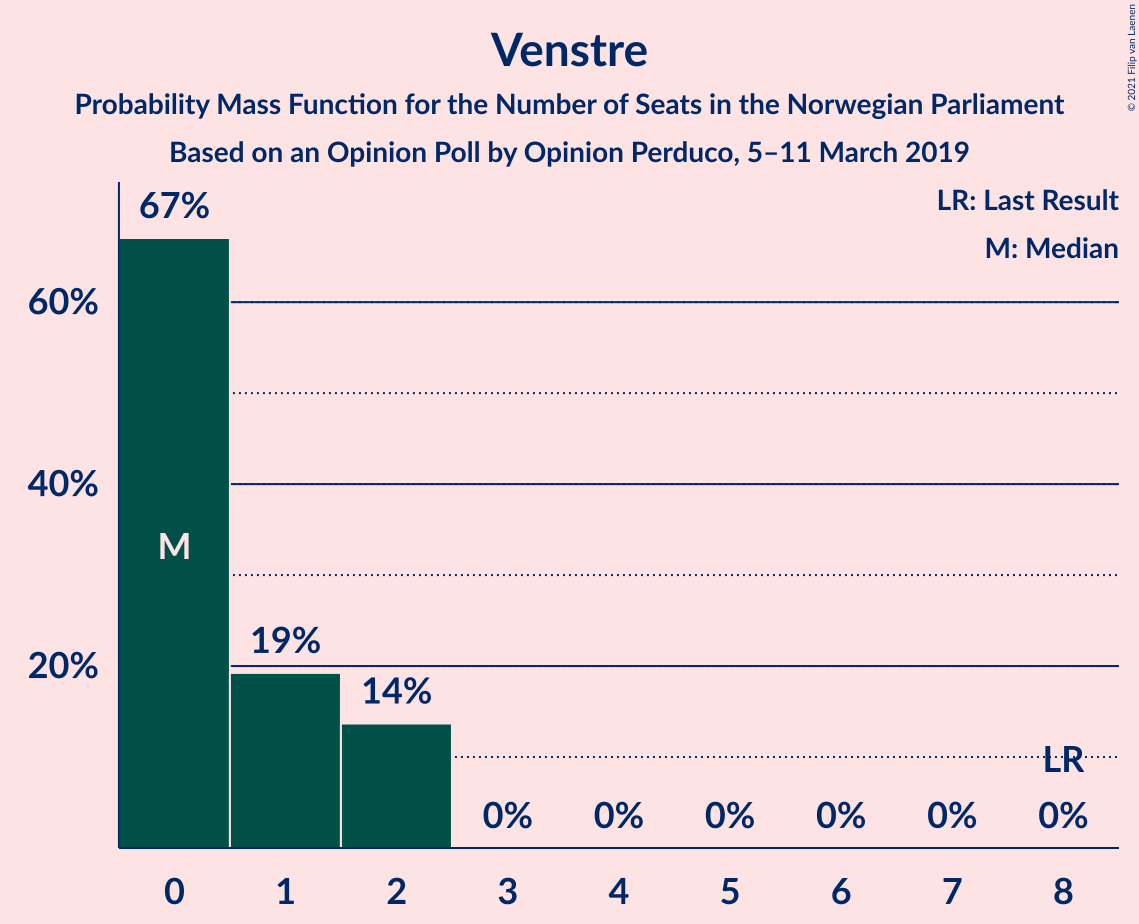 Venstre
Probability Mass Function for the Number of Seats in the Norwegian Parliament
Based on an Opinion Poll by Opinion Perduco, 5–11 March 2019
© 2021 Filip van Laenen
LR: Last Result
M: Median
67%
60%
40%
M
19%
20%
14%
LR
0% 0% 0% 0% 0% 0%
0 1 2 3 4 5 6 7 8